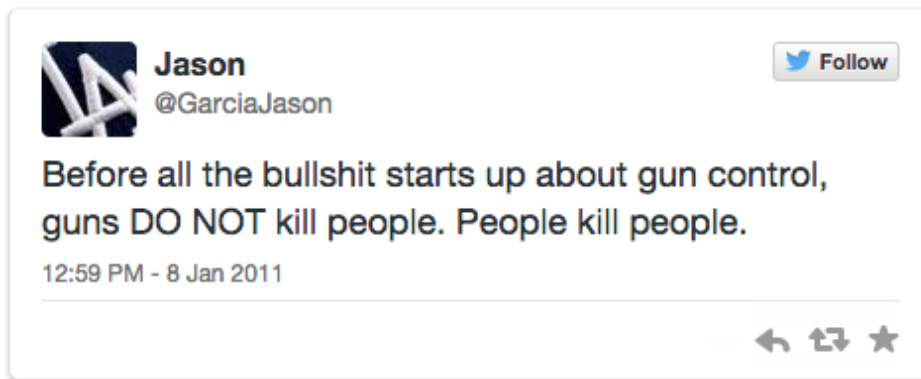 Jason
Follow
@GarciaJason
Before all the bullshit starts up about gun control,
guns DO NOT kill people. People kill people.
12:59 PM - 8 Jan 2011